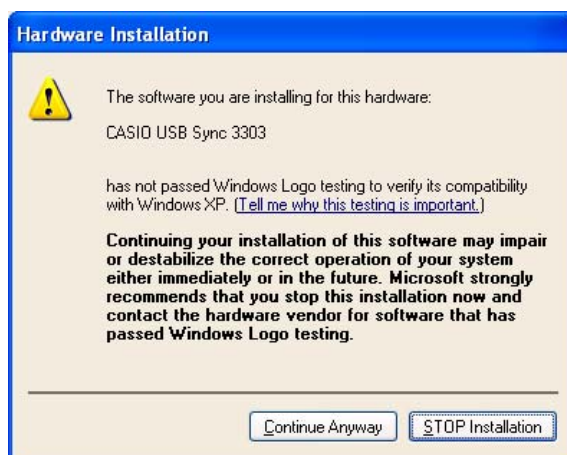 Hardware Installation
The software you are installing for this hardware:
CASIO USB Sync 3303
has not passed Windows Logo testing to verify its compatibility
with Windows XP. (Tell me why this testing is important.)
Continuing your installation of this software may impair
or destabilize the correct operation of your system
either immediately or in the future. Microsoft strongly
recommends that you stop this installation now and
contact the hardware vendor for software that has
passed Windows Logo testing.
Continue Anyway STOP Installation